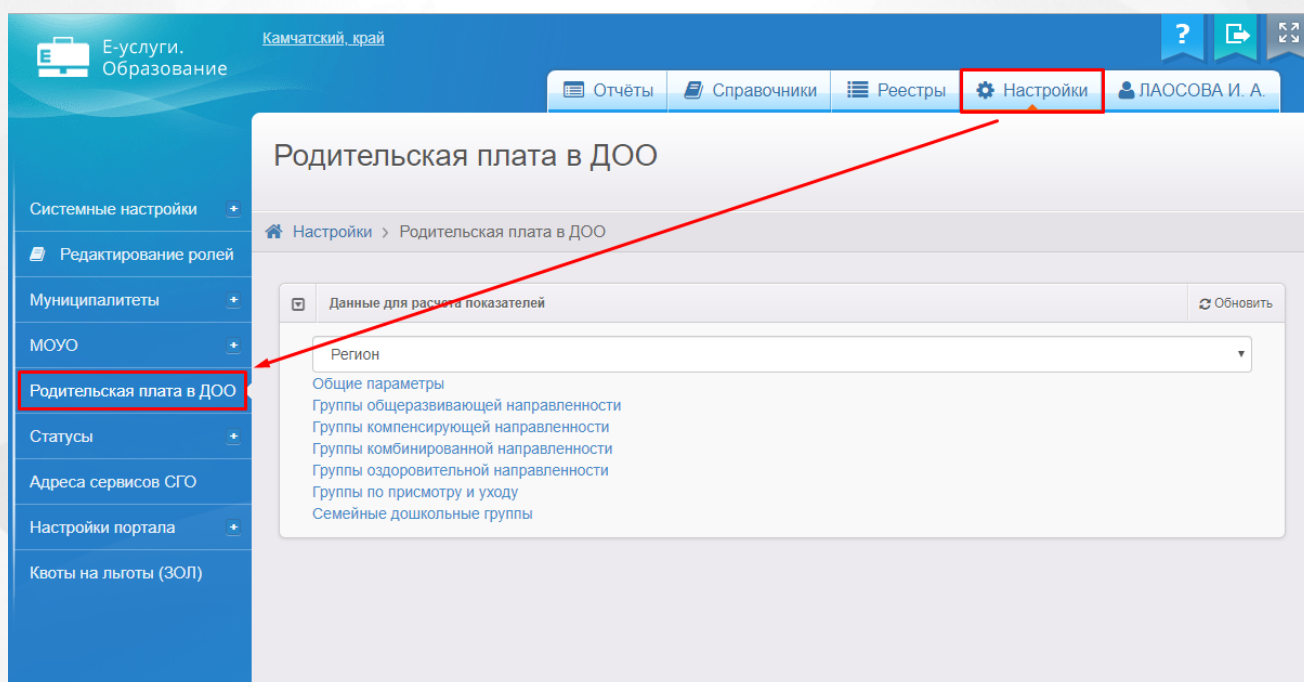 Е-услуги.
Образование
Камчатский, край
?
Отчёты
Справочники
Реестры
Настройки
ЛАОСОВА И. А.
Родительская плата в ДОО
Настройки > Родительская плата в ДОО
Системные настройки
Редактирование ролей
Муниципалитеты
МОУО
Родительская плата в ДОО
Статусы
Адреса сервисов СГО
Настройки портала
Квоты на льготы (ЗОЛ)
Данные для расчета показателей
Обновить
Регион
Общие параметры
Группы общеразвивающей направленности
Группы компенсирующей направленности
Группы комбинированной направленности
Группы оздоровительной направленности
Группы по присмотру и уходу
Семейные дошкольные группы